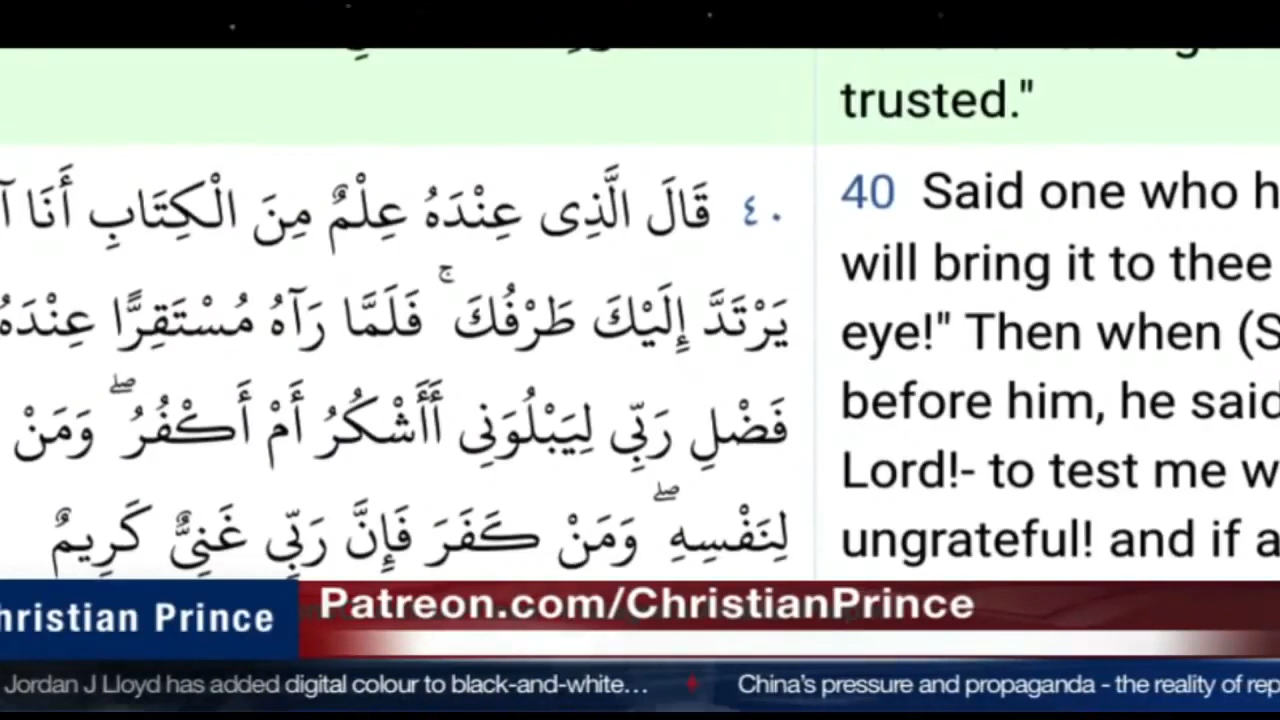 trusted."
٤٠ قَالَ الَّذِى عِنْدَهُ عِلْمٌ مِنَ الْكِتَابِ أَنَا
يَرْتَدَّ إِلَيْكَ طَرْفُكَ ۚ فَلَمَّا رَآهُ مُسْتَقِرًّا عِنْدَهُ
فَضْلِ رَبِّى لِيَبْلُوَنِى أَأَشْكُرُ أَمْ أَكْفُرُ ۖ وَمَنْ
لِنَفْسِهِ ۖ وَمَنْ كَفَرَ فَإِنَّ رَبِّى غَنِىٌّ كَرِيمٌ
40 Said one who h
will bring it to thee
eye!" Then when (S
before him, he said
Lord!- to test me w
ungrateful! and if a
hristian Prince
Patreon.com/ChristianPrince
Jordan J Lloyd has added digital colour to black-and-white…
China's pressure and propaganda - the reality of rep